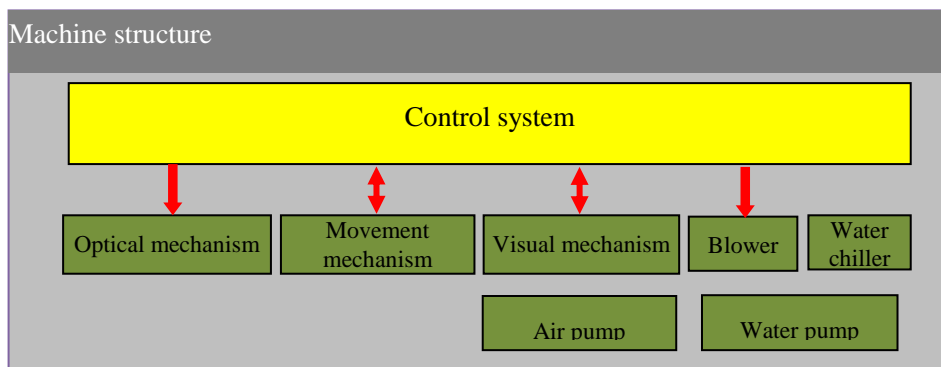 Machine structure
Control system
Optical mechanism
Movement
mechanism
Visual mechanism
Blower
Water
chiller
Air pump
Water pump